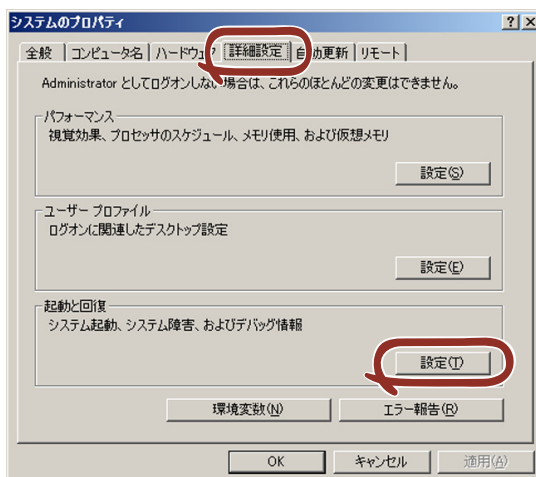 システムのプロパティ
全般 コンピュータ名 ハードウェア 詳細設定 自動更新 リモート
Administrator としてログオンしない場合は、これらのほとんどの変更はできません。
パフォーマンス
視覚効果、プロセッサのスケジュール、メモリ使用、および仮想メモリ
設定(S)
ユーザー プロファイル
ログオンに関連したデスクトップ設定
設定(E)
起動と回復
システム起動、システム障害、およびデバッグ情報
設定(T)
環境変数(N) エラー報告(R)
OK キャンセル 適用(A)